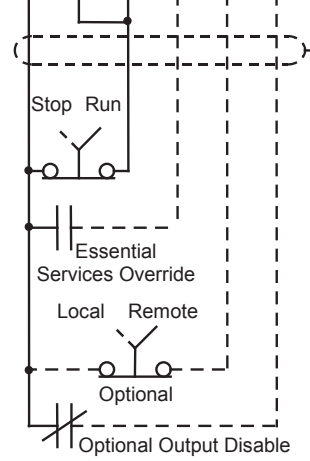 Stop Run
Essential
Services Override
Local Remote
Optional
Optional Output Disable